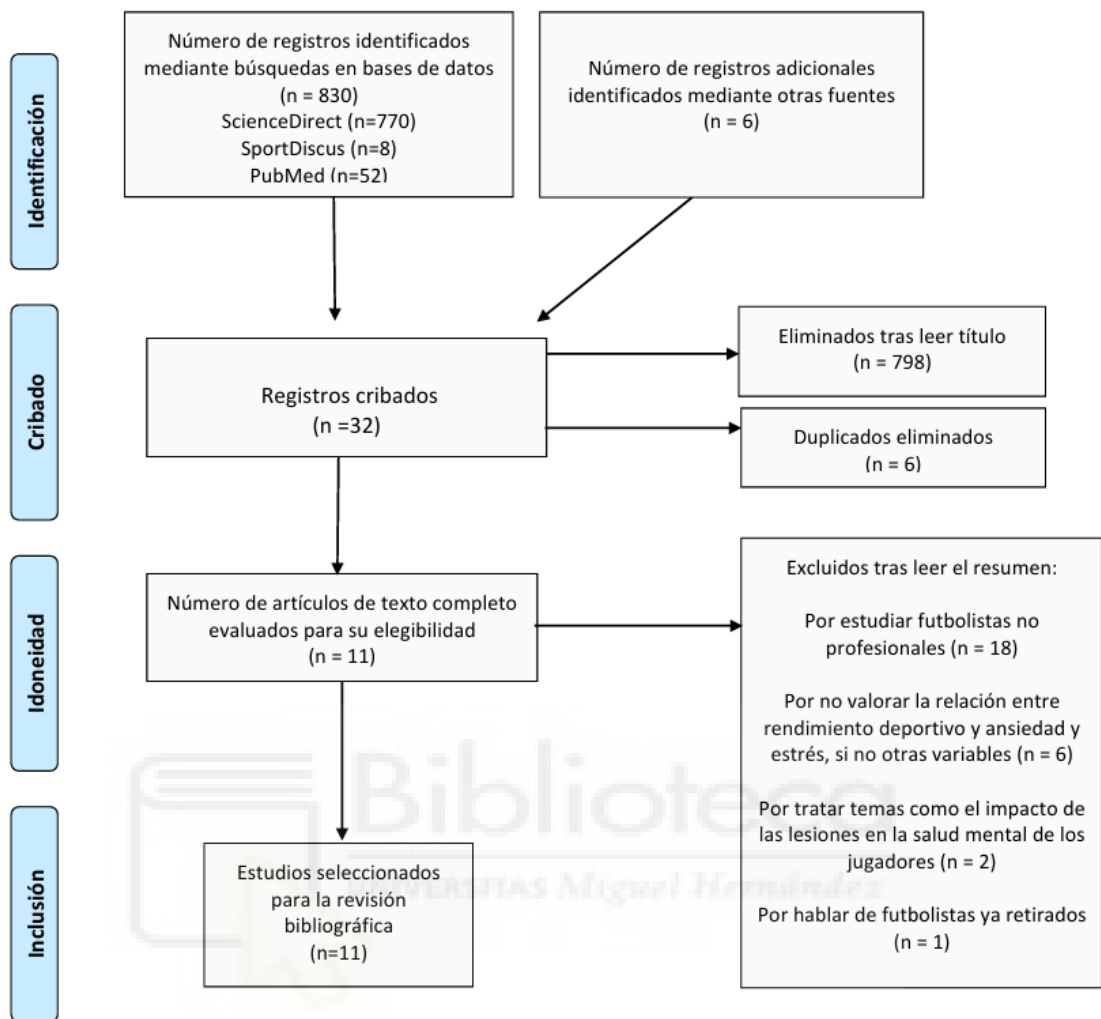 Identificación
Número de registros identificados
mediante búsquedas en bases de datos
(n = 830)
ScienceDirect (n=770)
SportDiscus (n=8)
PubMed (n=52)
Número de registros adicionales
identificados mediante otras fuentes
(n = 6)
Cribado
Registros cribados
(n =32)
Eliminados tras leer título
(n = 798)
Duplicados eliminados
(n = 6)
Idoneidad
Número de artículos de texto completo
evaluados para su elegibilidad
(n = 11)
Excluidos tras leer el resumen:
Por estudiar futbolistas no
profesionales (n = 18)
Por no valorar la relación entre
rendimiento deportivo y ansiedad y
estrés, si no otras variables (n = 6)
Por tratar temas como el impacto de
las lesiones en la salud mental de los
jugadores (n = 2)
Por hablar de futbolistas ya retirados
(n = 1)
Inclusión
Estudios seleccionados
para la revisión
bibliográfica
(n=11)
Biblioteca
UNIVERSITAS Miguel Hernández